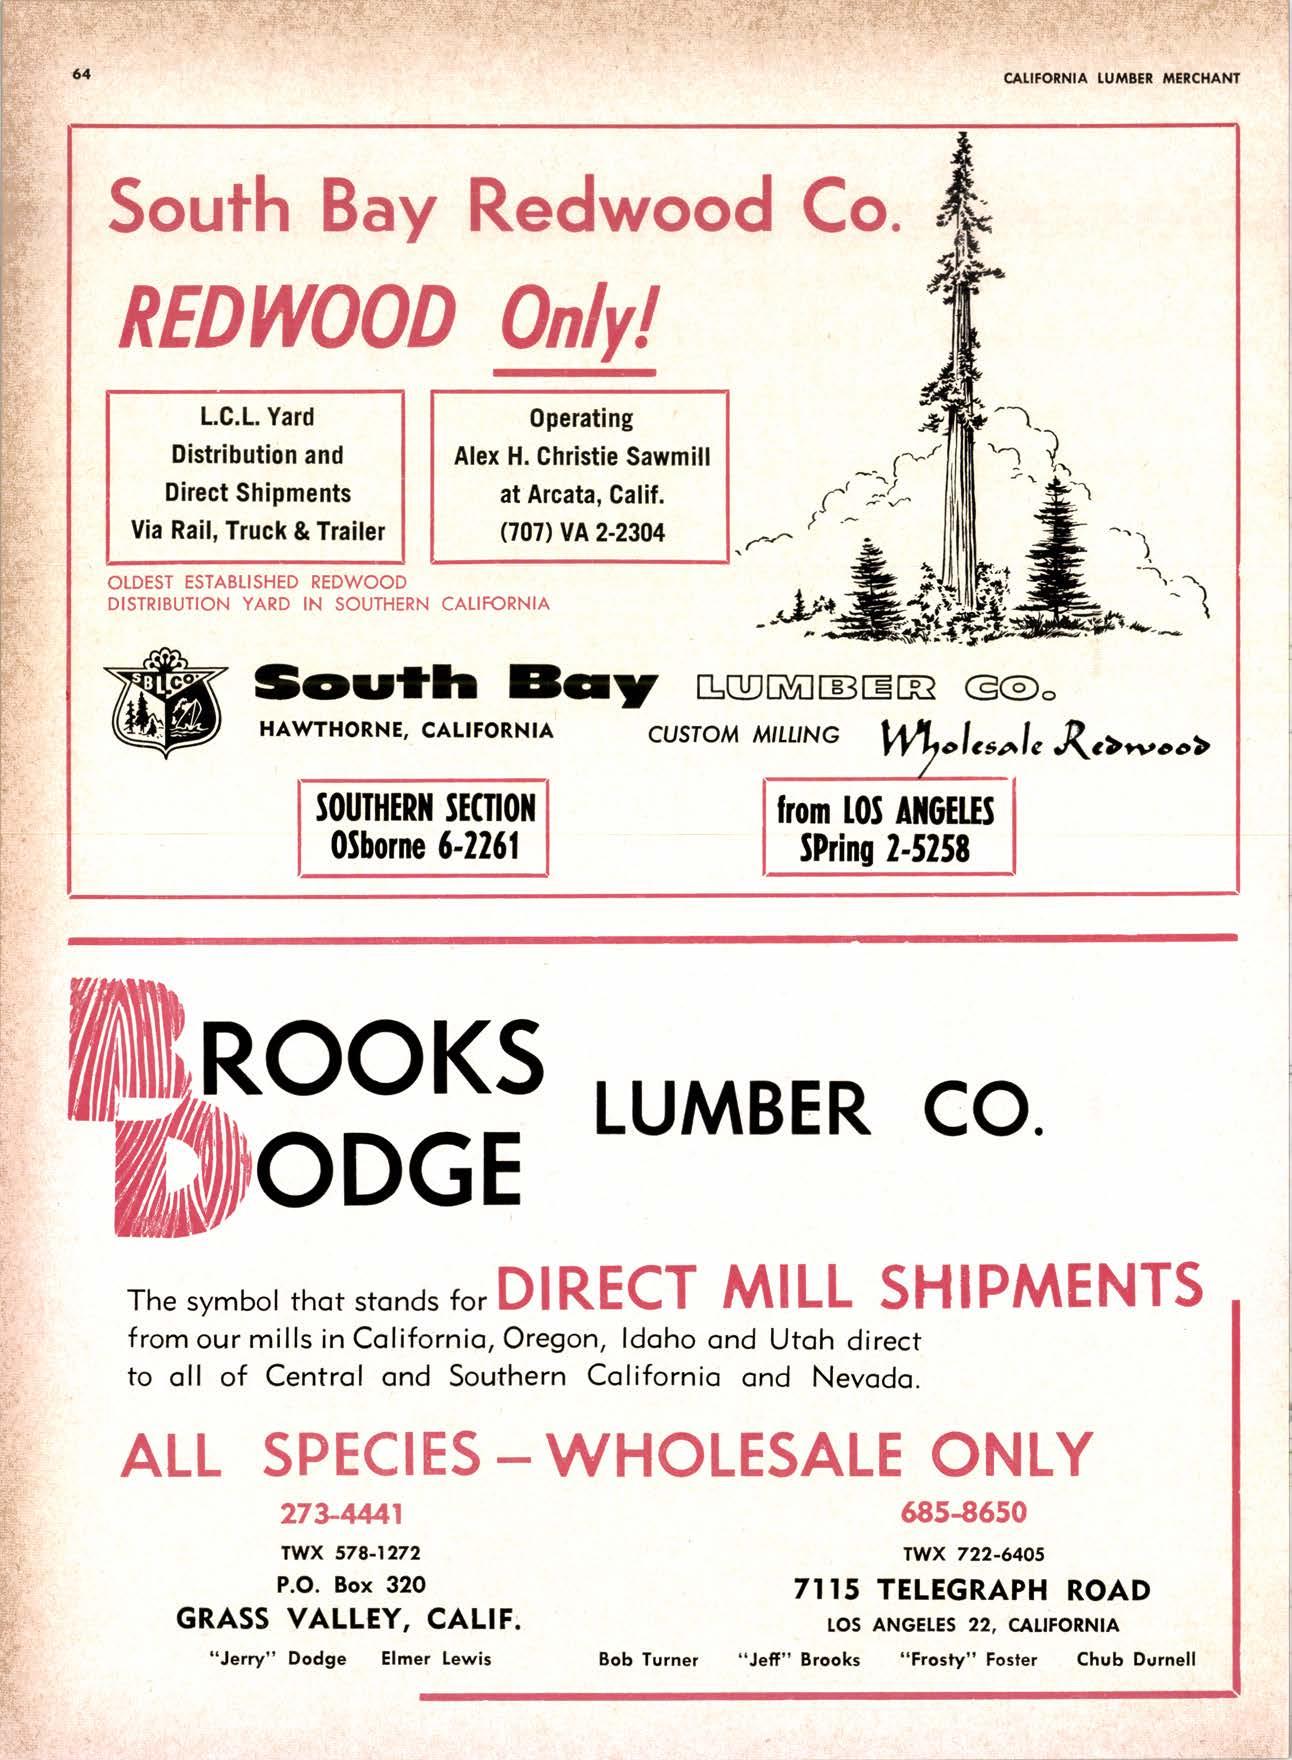 64
CALIFORNIA LUMBER MERCHANT
South Bay Redwood Co.
REDWOOD Only!
L.C.L. Yard
Distribution and
Direct Shipments
Via Rail, Truck & Trailer
Operating
Alex H. Christie Sawmill
at Arcata, Calif.
(707) VA 2-2304
OLDEST ESTABLISHED REDWOOD
DISTRIBUTION YARD IN SOUTHERN CALIFORNIA
SBLCO.
South Bay LUMBER CO.
HAWTHORNE, CALIFORNIA
CUSTOM MILLING
Wholesale Redwood
SOUTHERN SECTION
OSborne 6-2261
from LOS ANGELES
SPring 2-5258
BROOKS
DODGE
LUMBER CO.
The symbol that stands for DIRECT MILL SHIPMENTS
from our mills in California, Oregon, Idaho and Utah direct
to all of Central and Southern California and Nevada.
ALL SPECIES – WHOLESALE ONLY
273-4441
TWX 578-1272
P.O. Box 320
GRASS VALLEY, CALIF.
"Jerry" Dodge Elmer Lewis
685-8650
TWX 722-6405
7115 TELEGRAPH ROAD
LOS ANGELES 22, CALIFORNIA
Bob Turner "Jeff" Brooks "Frosty" Foster Chub Durnell